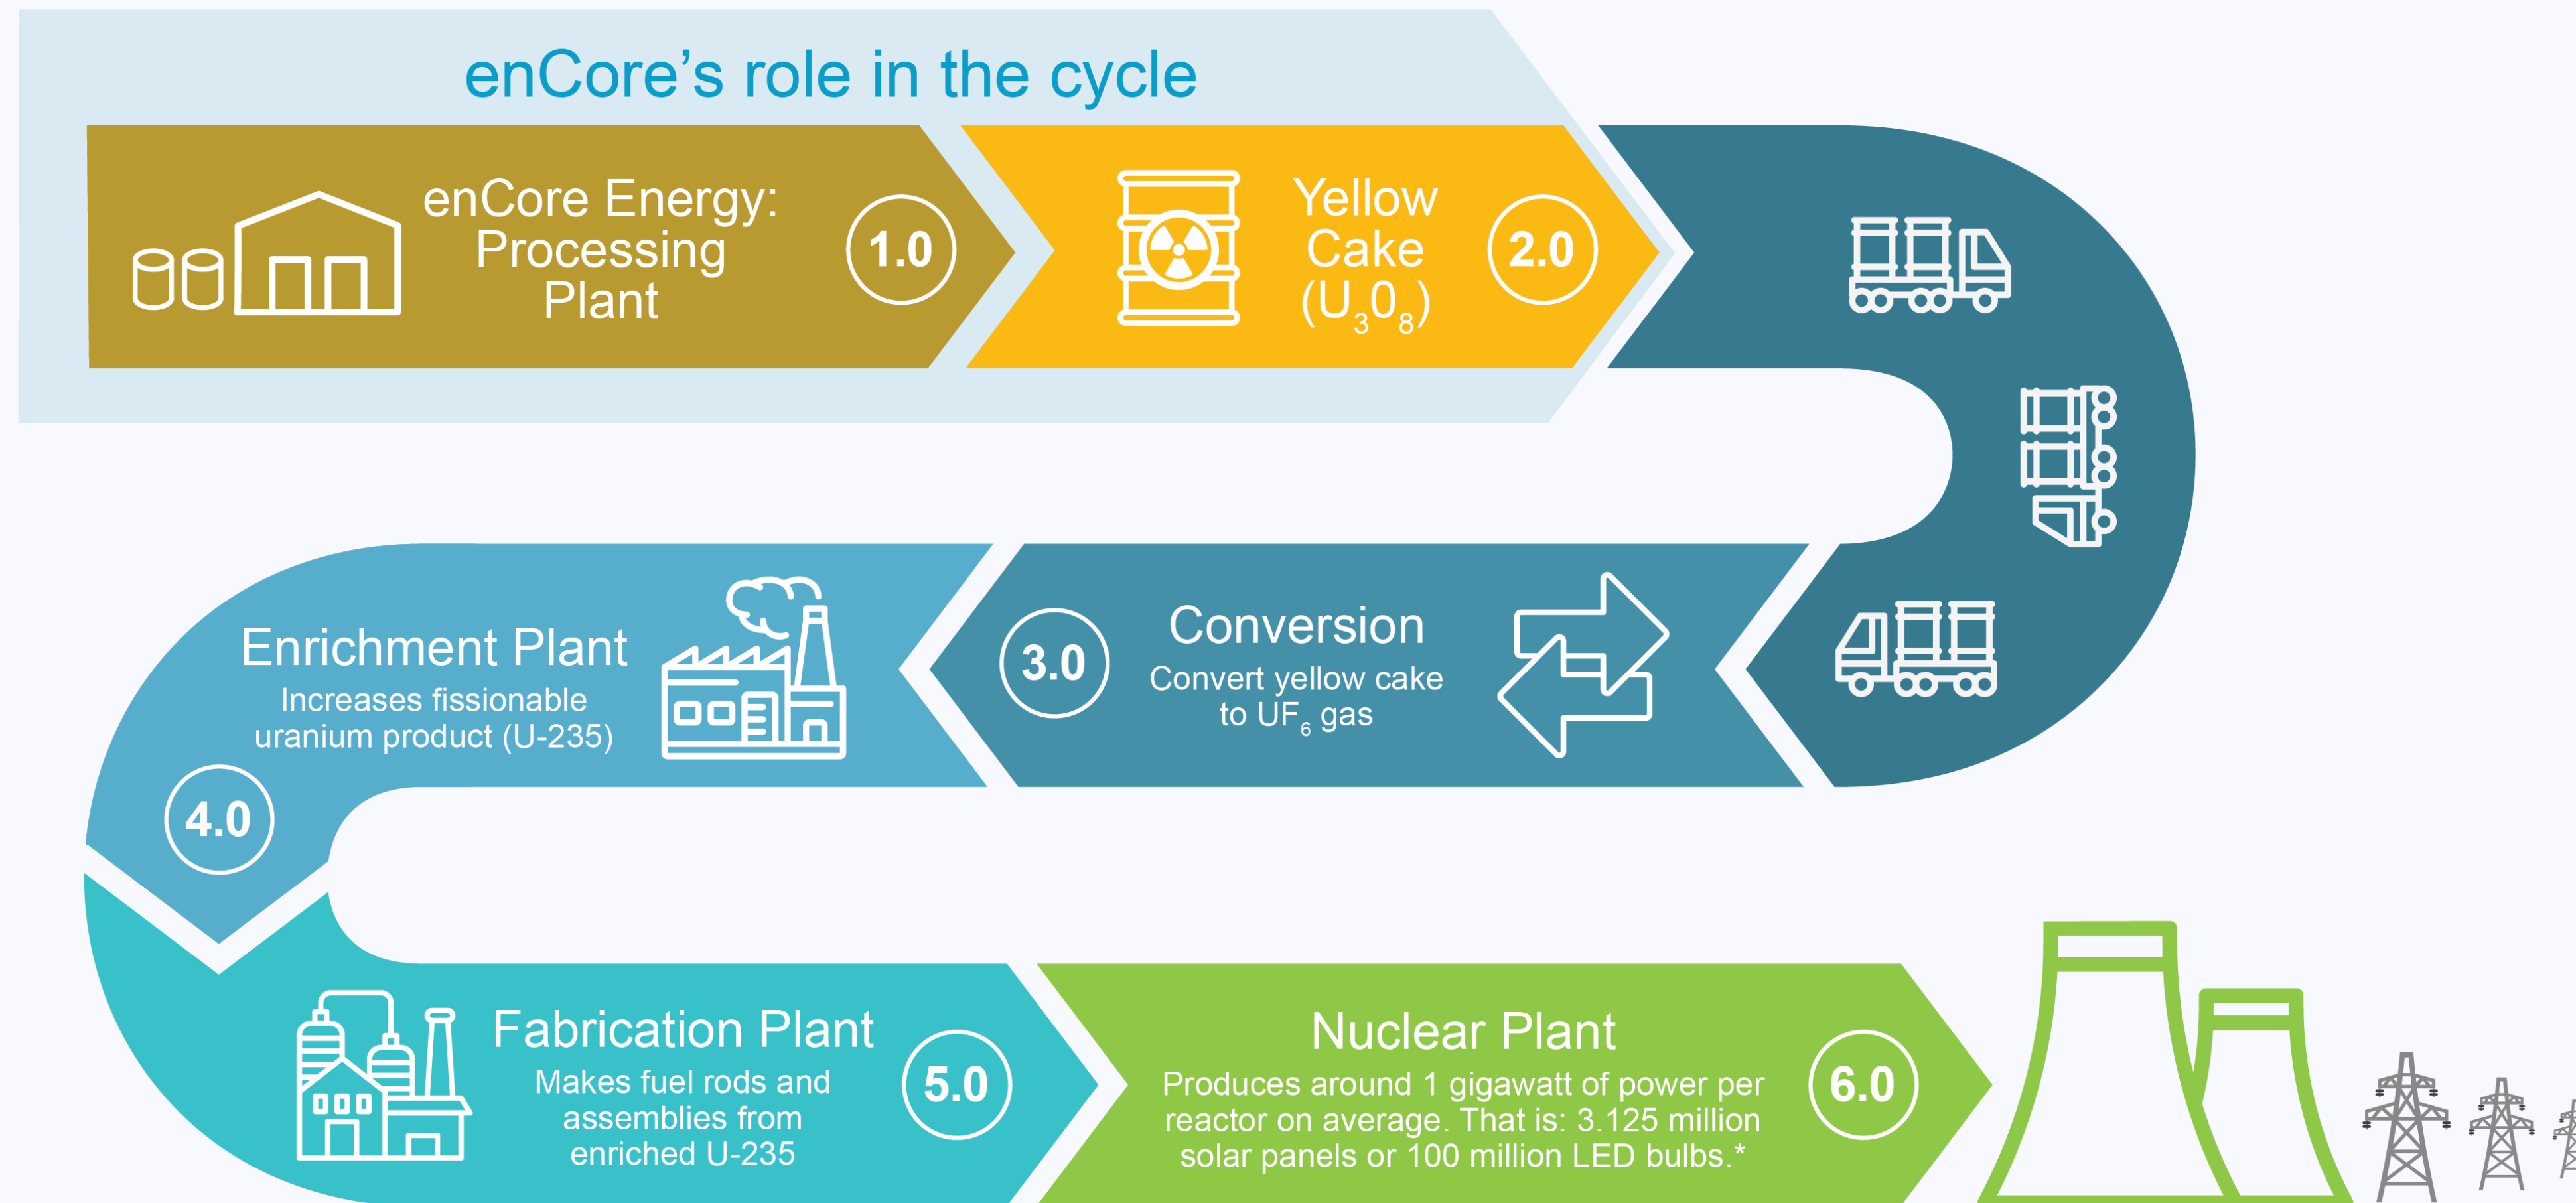 enCore’s role in the cycle
enCore Energy:
Processing
Plant
1.0
Yellow
Cake
(U₃0₈)
2.0
Enrichment Plant
Increases fissionable
uranium product (U-235)
4.0
3.0
Conversion
Convert yellow cake
to UF₆ gas
Fabrication Plant
Makes fuel rods and
assemblies from
enriched U-235
5.0
Nuclear Plant
Produces around 1 gigawatt of power per
reactor on average. That is: 3.125 million
solar panels or 100 million LED bulbs.*
6.0